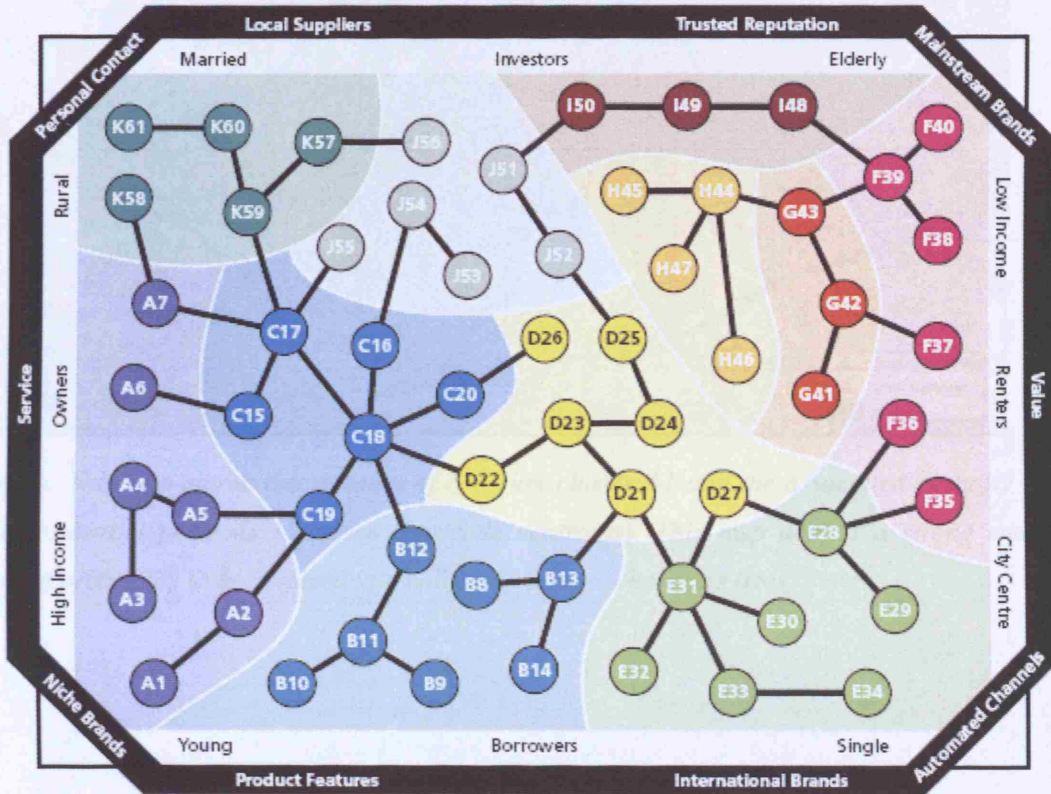 Local Suppliers
Trusted Reputation
Personal Contact
Mainstream Brands
Married
Investors
Elderly
Rural
Low Income
Service
Owners
Renters
Value
High Income
City Centre
K61
K60
K57
J56
I50
I49
I48
F40
K58
K59
J51
J54
H45
H44
G43
F39
F38
J55
J53
J52
H47
A7
C17
C16
D26
D25
G42
F37
H46
A6
C15
C20
G41
C18
D23
D24
F36
A4
A5
C19
D22
D21
D27
E28
F35
B12
A3
A2
B8
B13
E31
E30
E29
B11
A1
B10
B9
B14
E32
E33
E34
Niche Brands
Automated Channels
Young
Borrowers
Single
Product Features
International Brands